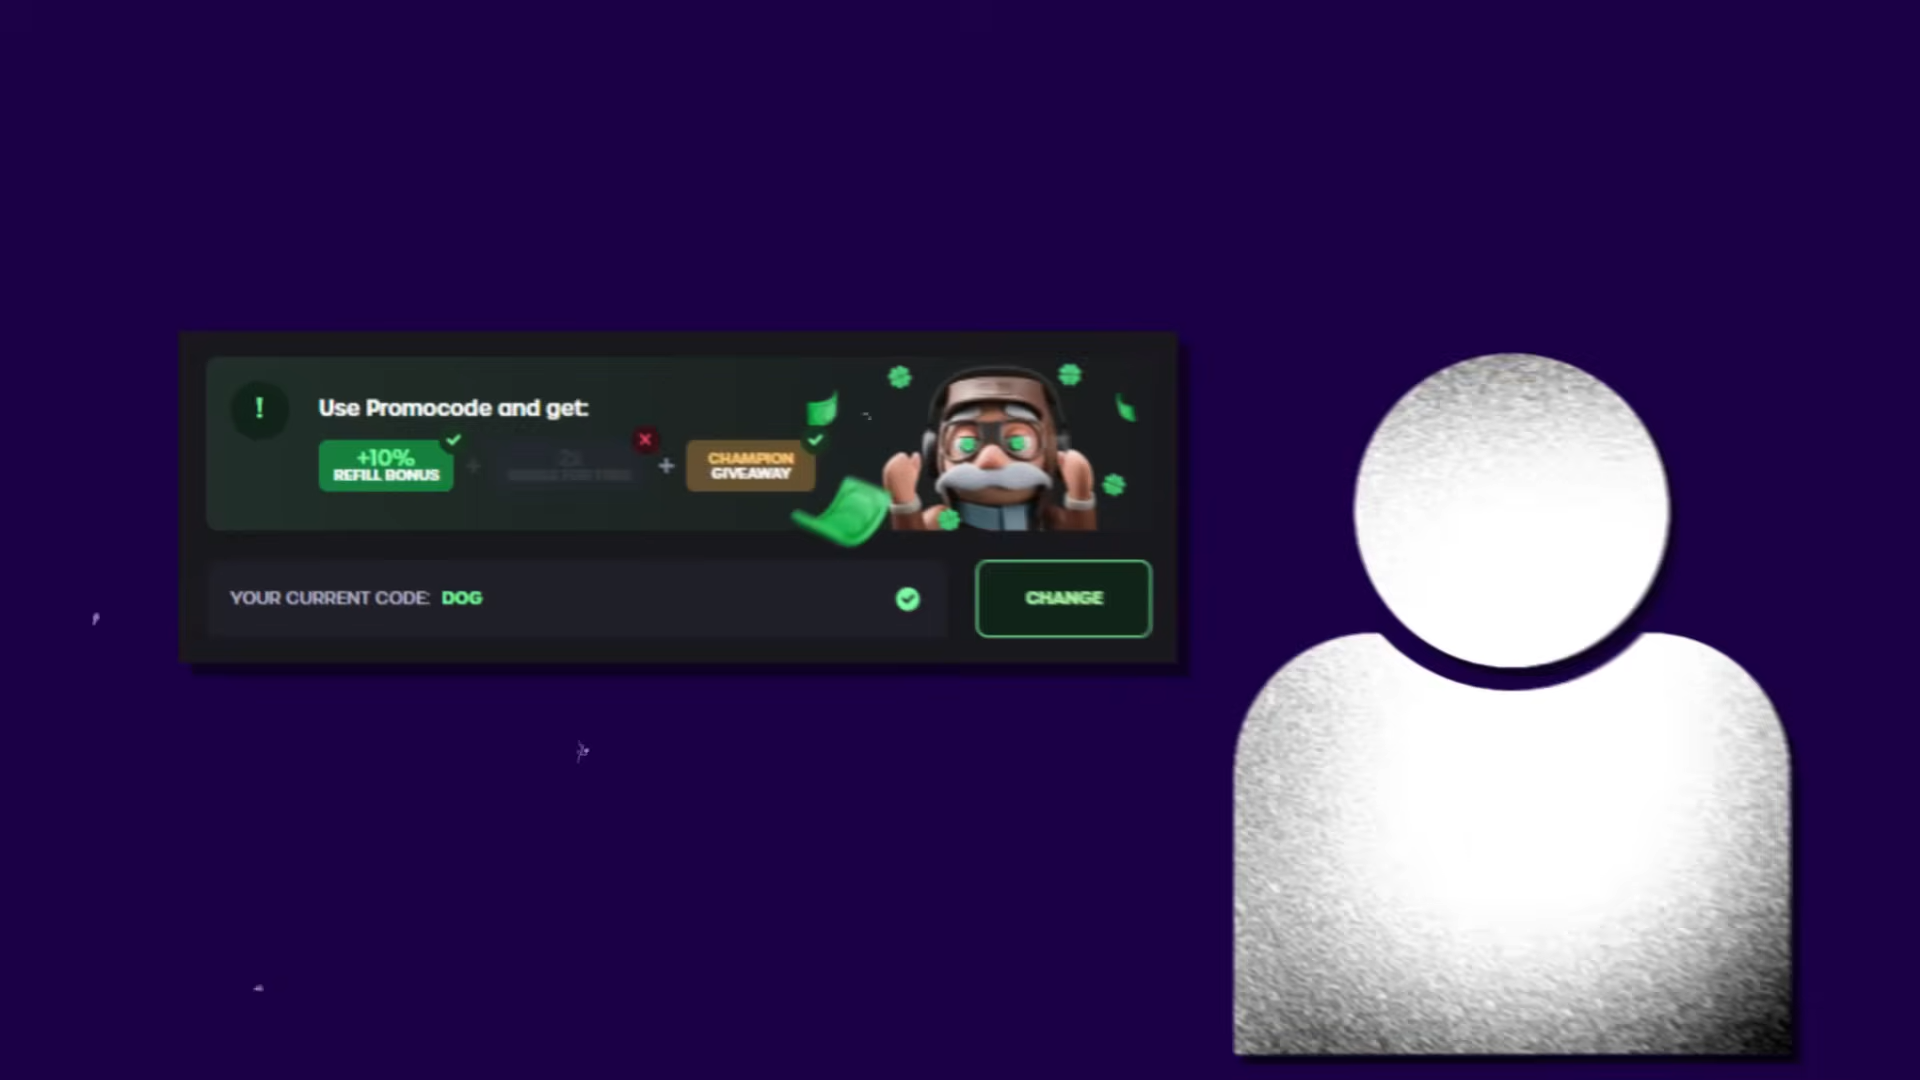 !
Use Promocode and get:
+10%
REFILL BONUS
+
CHAMPION
GIVEAWAY
YOUR CURRENT CODE: DOG
CHANGE